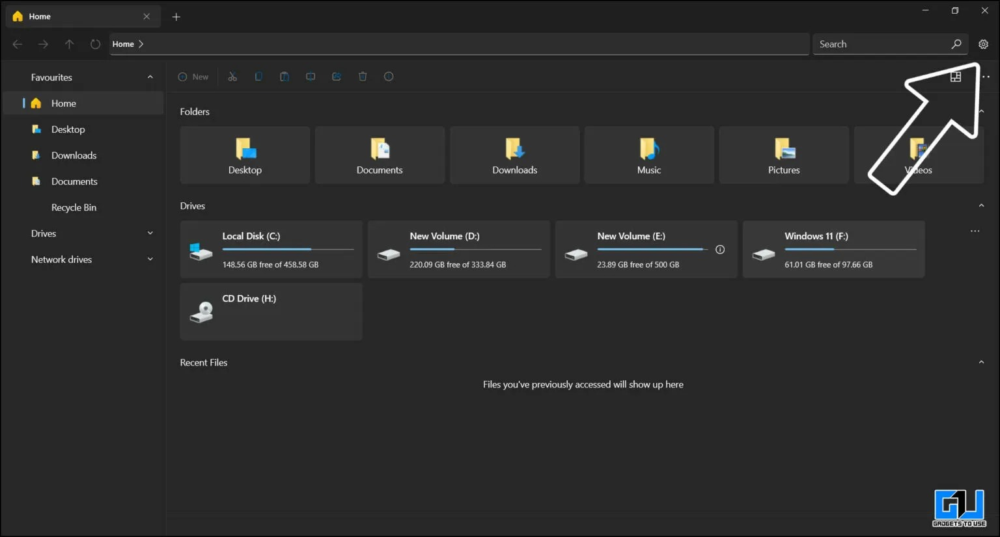 Home
Home
Search
Favourites
Home
Desktop
Downloads
Documents
Recycle Bin
Drives
Network drives
New
Folders
Desktop
Documents
Downloads
Music
Pictures
Videos
Drives
Local Disk (C:)
148.56 GB free of 458.58 GB
New Volume (D:)
220.09 GB free of 333.84 GB
New Volume (E:)
23.89 GB free of 500 GB
Windows 11 (F:)
61.01 GB free of 97.66 GB
CD Drive (H:)
Recent Files
Files you've previously accessed will show up here
GU
GADGETS TO USE